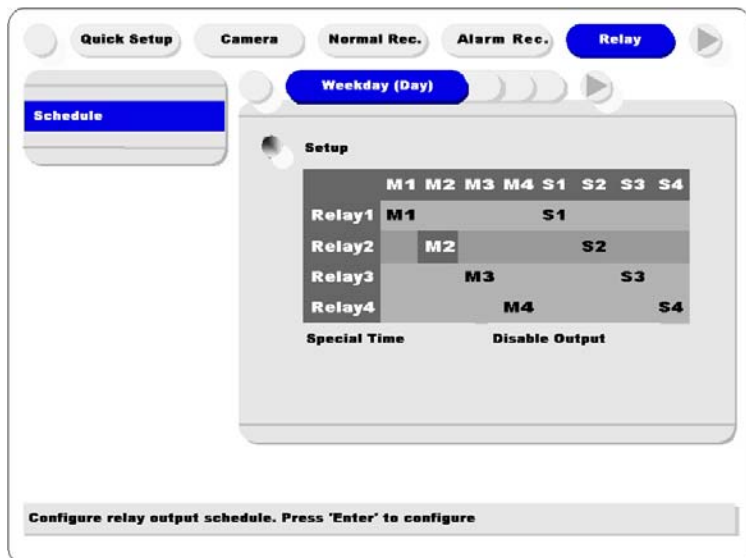 Quick Setup Camera Normal Rec. Alarm Rec. Relay
Weekday (Day)
Schedule
Setup
M1 M2 M3 M4 S1 S2 S3 S4
Relay1 M1 S1
Relay2 M2 S2
Relay3 M3 S3
Relay4 M4 S4
Special Time Disable Output
Configure relay output schedule. Press 'Enter' to configure